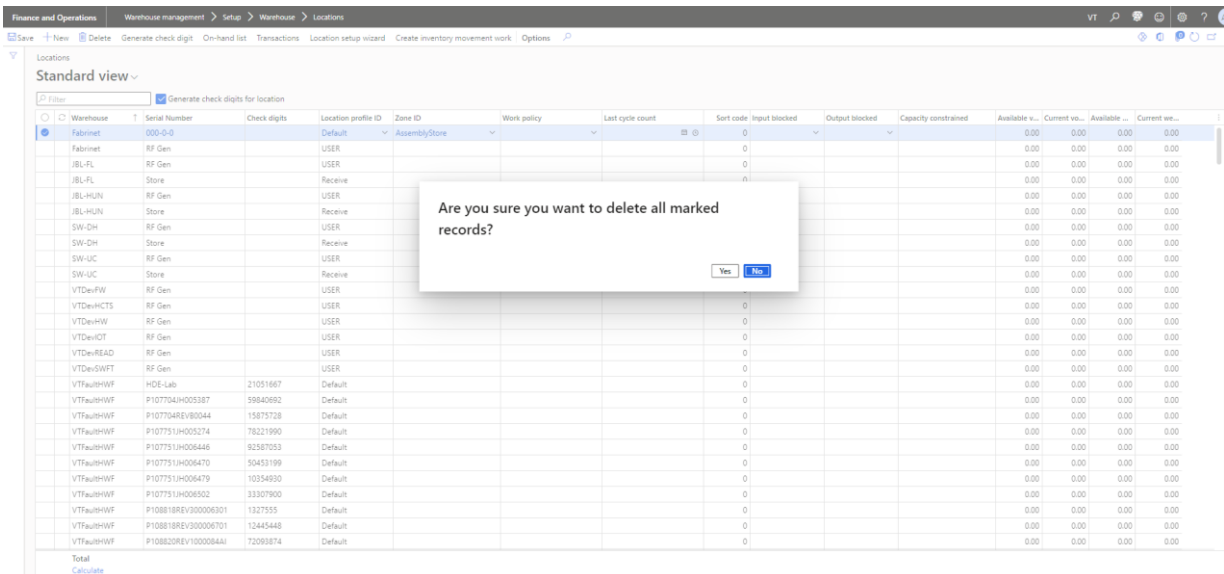 Finance and Operations Warehouse management > Setup > Warehouse > Locations VT ?
Save + New Delete Generate check digit On-hand list Transactions Location setup wizard Create inventory movement work Options
Locations
Standard view
Filter Generate check digits for location
Warehouse ↑ Serial Number Check digits Location profile ID Zone ID Work policy Last cycle count Sort code Input blocked Output blocked Capacity constrained Available v... Current vo... Available ... Current we...
Fabrinet 000-0-0 Default AssemblyStore 0 0.00 0.00 0.00 0.00
Fabrinet RF Gen USER 0 0.00 0.00 0.00 0.00
JBL-FL RF Gen USER 0 0.00 0.00 0.00 0.00
JBL-FL Store Receive 0 0.00 0.00 0.00 0.00
JBL-HUN RF Gen USER 0.00 0.00 0.00 0.00
JBL-HUN Store Receive 0.00 0.00 0.00 0.00
SW-DH RF Gen USER 0.00 0.00 0.00 0.00
SW-DH Store Receive 0.00 0.00 0.00 0.00
SW-UC RF Gen USER 0.00 0.00 0.00 0.00
SW-UC Store Receive 0.00 0.00 0.00 0.00
Are you sure you want to delete all marked
records?
Yes No
VTDevFW RF Gen USER 0 0.00 0.00 0.00 0.00
VTDevHCTS RF Gen USER 0 0.00 0.00 0.00 0.00
VTDevHW RF Gen USER 0 0.00 0.00 0.00 0.00
VTDevIOT RF Gen USER 0 0.00 0.00 0.00 0.00
VTDevREAD RF Gen USER 0 0.00 0.00 0.00 0.00
VTDevSWFT RF Gen USER 0 0.00 0.00 0.00 0.00
VTFaultHWF HDE-Lab 21051667 Default 0 0.00 0.00 0.00 0.00
VTFaultHWF P107704JH005387 59840692 Default 0 0.00 0.00 0.00 0.00
VTFaultHWF P107704REVB0044 15875728 Default 0 0.00 0.00 0.00 0.00
VTFaultHWF P107751JH005274 78221990 Default 0 0.00 0.00 0.00 0.00
VTFaultHWF P107751JH006446 92587053 Default 0 0.00 0.00 0.00 0.00
VTFaultHWF P107751JH006470 50453199 Default 0 0.00 0.00 0.00 0.00
VTFaultHWF P107751JH006479 10354930 Default 0 0.00 0.00 0.00 0.00
VTFaultHWF P107751JH006502 33307900 Default 0 0.00 0.00 0.00 0.00
VTFaultHWF P108818REV300006301 1327555 Default 0 0.00 0.00 0.00 0.00
VTFaultHWF P108818REV300006701 12445448 Default 0 0.00 0.00 0.00 0.00
VTFaultHWF P108820REV1000084AI 72093874 Default 0 0.00 0.00 0.00 0.00
Total
Calculate